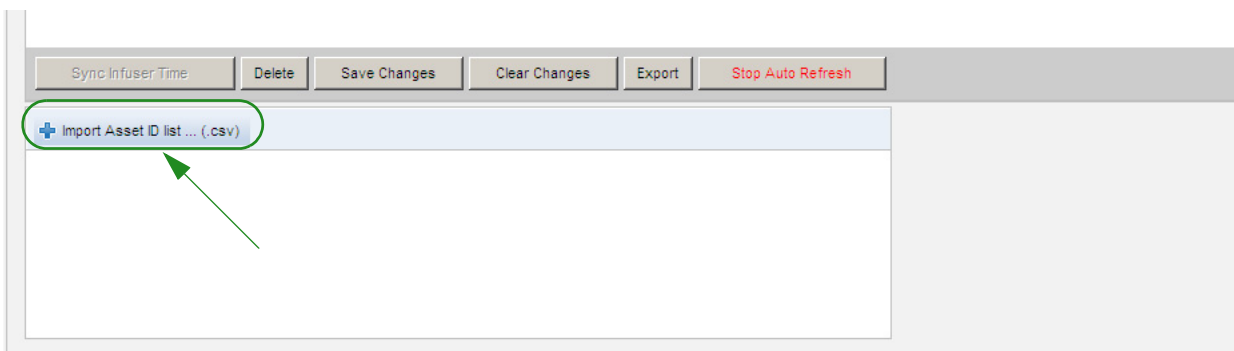 Sync Infuser Time Delete Save Changes Clear Changes Export Stop Auto Refresh
Import Asset ID list ... (.csv)